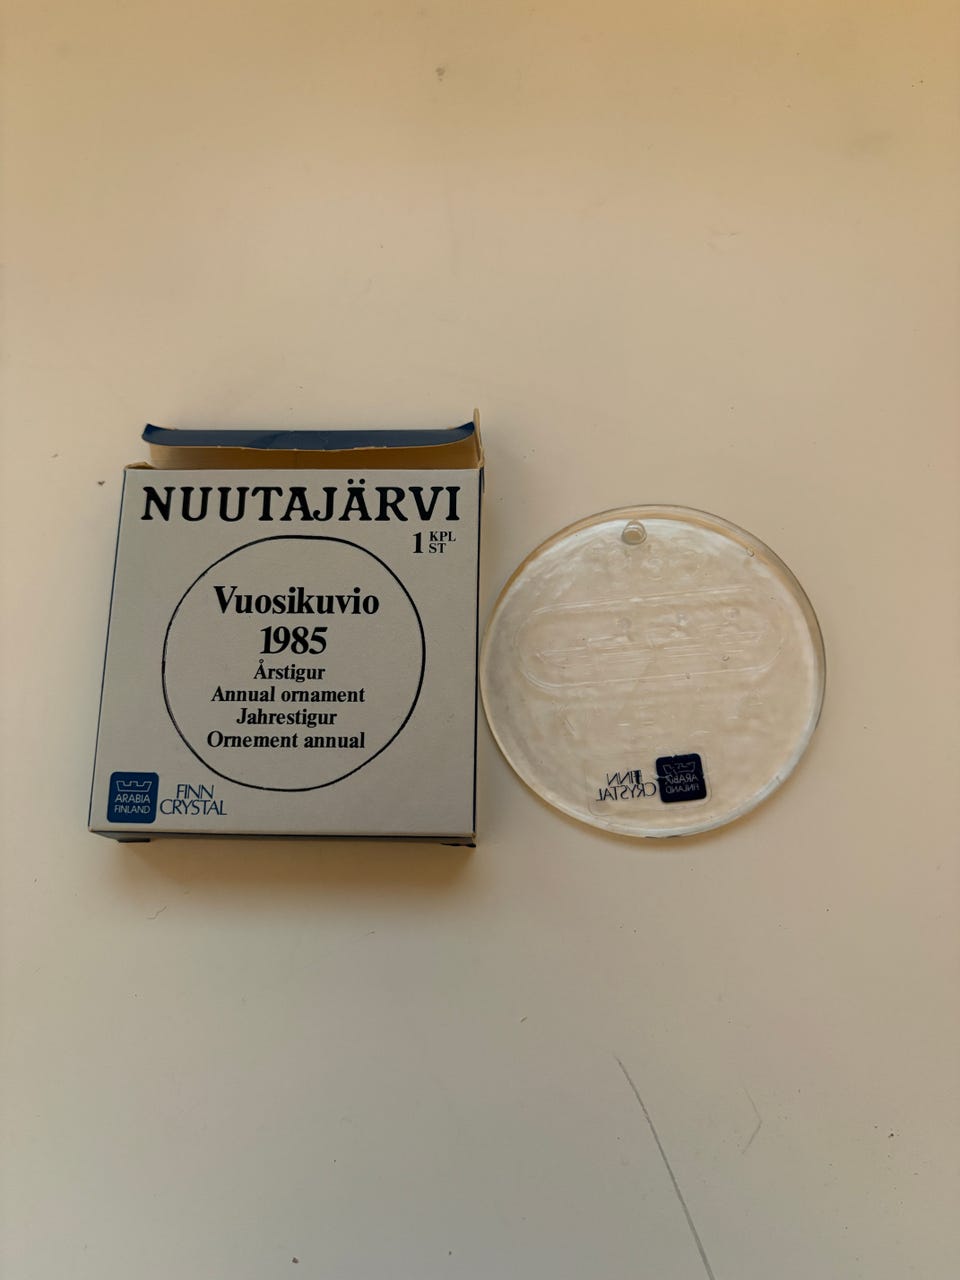 NUUTAJÄRVI
1 KPL
ST
Vuosikuvio
1985
Årstigur
Annual ornament
Jahrestigur
Ornement annual
ARABIA
FINLAND
FINN
CRYSTAL
FINN
CRYSTAL
ARABIA
FINLAND